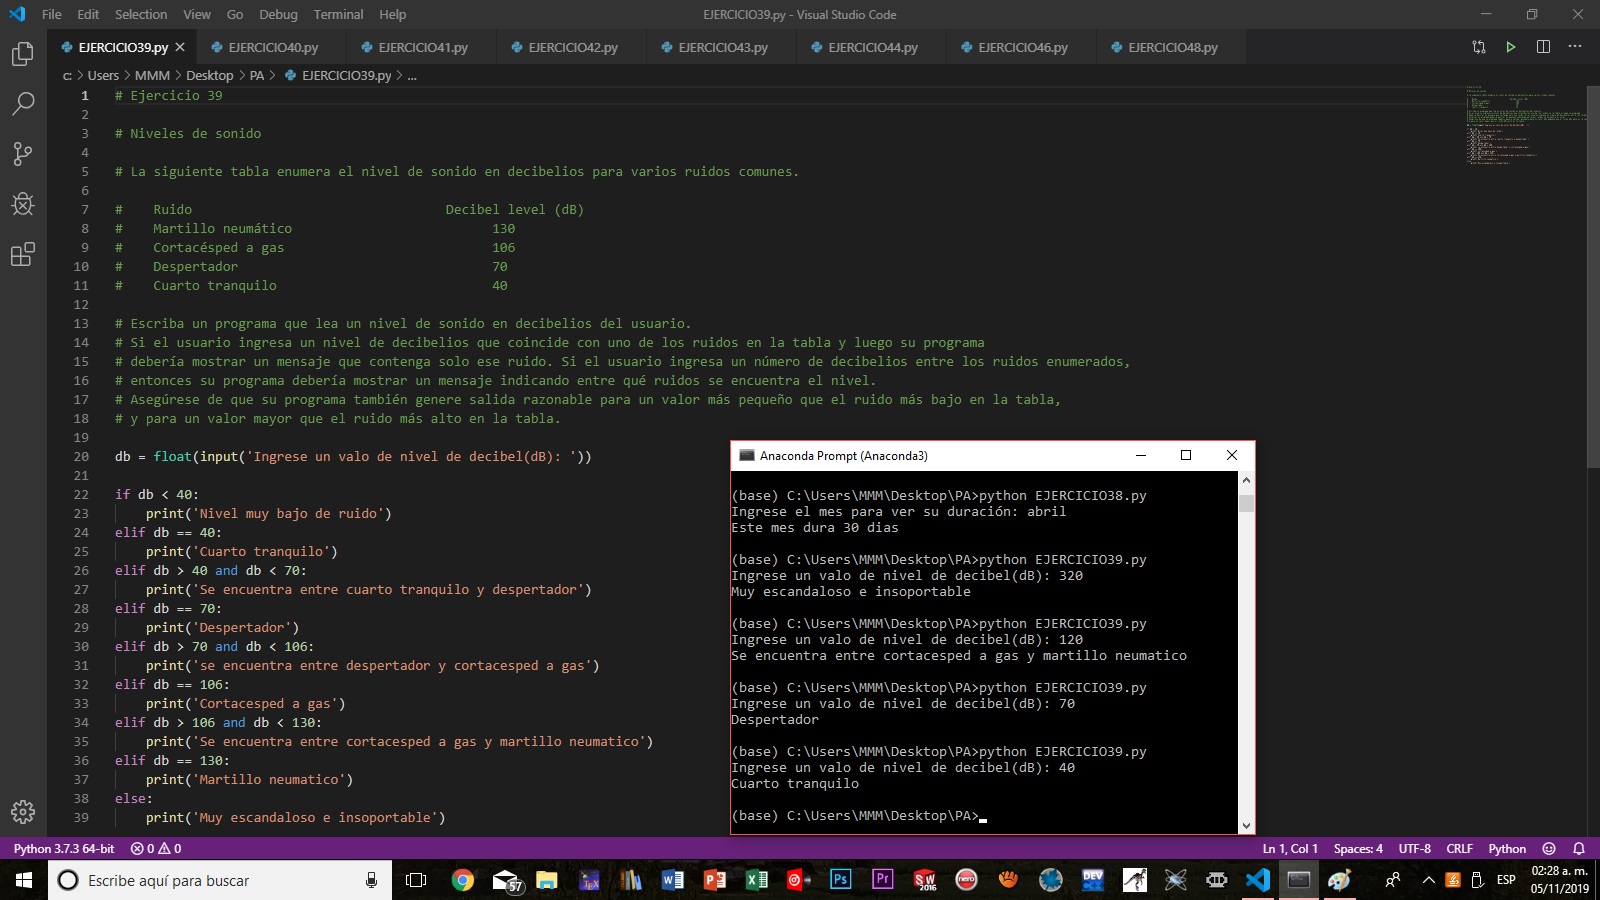 File Edit Selection View Go Debug Terminal Help
EJERCICIO39.py - Visual Studio Code
EJERCICIO39.py EJERCICIO40.py EJERCICIO41.py EJERCICIO42.py EJERCICIO43.py EJERCICIO44.py EJERCICIO46.py EJERCICIO48.py
c: > Users > MMM > Desktop > PA > EJERCICIO39.py > ...
1 # Ejercicio 39
2
3 # Niveles de sonido
4
5 # La siguiente tabla enumera el nivel de sonido en decibelios para varios ruidos comunes.
6
7 # Ruido Decibel level (dB)
8 # Martillo neumático 130
9 # Cortacésped a gas 106
10 # Despertador 70
11 # Cuarto tranquilo 40
12
13 # Escriba un programa que lea un nivel de sonido en decibelios del usuario.
14 # Si el usuario ingresa un nivel de decibelios que coincide con uno de los ruidos en la tabla y luego su programa
15 # debería mostrar un mensaje que contenga solo ese ruido. Si el usuario ingresa un número de decibelios entre los ruidos enumerados,
16 # entonces su programa debería mostrar un mensaje indicando entre qué ruidos se encuentra el nivel.
17 # Asegúrese de que su programa también genere salida razonable para un valor más pequeño que el ruido más bajo en la tabla,
18 # y para un valor mayor que el ruido más alto en la tabla.
19
20 db = float(input('Ingrese un valo de nivel de decibel(dB): '))
21
22 if db < 40:
23 print('Nivel muy bajo de ruido')
24 elif db == 40:
25 print('Cuarto tranquilo')
26 elif db > 40 and db < 70:
27 print('Se encuentra entre cuarto tranquilo y despertador')
28 elif db == 70:
29 print('Despertador')
30 elif db > 70 and db < 106:
31 print('se encuentra entre despertador y cortacesped a gas')
32 elif db == 106:
33 print('Cortacesped a gas')
34 elif db > 106 and db < 130:
35 print('Se encuentra entre cortacesped a gas y martillo neumatico')
36 elif db == 130:
37 print('Martillo neumatico')
38 else:
39 print('Muy escandaloso e insoportable')
Anaconda Prompt (Anaconda3)
(base) C:\Users\MMM\Desktop\PA>python EJERCICIO38.py
Ingrese el mes para ver su duración: abril
Este mes dura 30 dias
(base) C:\Users\MMM\Desktop\PA>python EJERCICIO39.py
Ingrese un valo de nivel de decibel(dB): 320
Muy escandaloso e insoportable
(base) C:\Users\MMM\Desktop\PA>python EJERCICIO39.py
Ingrese un valo de nivel de decibel(dB): 120
Se encuentra entre cortacesped a gas y martillo neumatico
(base) C:\Users\MMM\Desktop\PA>python EJERCICIO39.py
Ingrese un valo de nivel de decibel(dB): 70
Despertador
(base) C:\Users\MMM\Desktop\PA>python EJERCICIO39.py
Ingrese un valo de nivel de decibel(dB): 40
Cuarto tranquilo
(base) C:\Users\MMM\Desktop\PA>
Python 3.7.3 64-bit 0 0 Ln 1, Col 1 Spaces: 4 UTF-8 CRLF Python
Escribe aquí para buscar
57
Ps Pr SW 2016 nero DEV
ESP
02:28 a. m.
05/11/2019